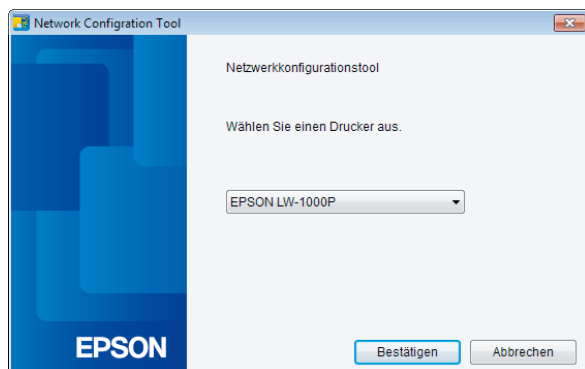 Network Configration Tool
Netzwerkkonfigurationstool
Wählen Sie einen Drucker aus.
EPSON LW-1000P
EPSON
Bestätigen
Abbrechen